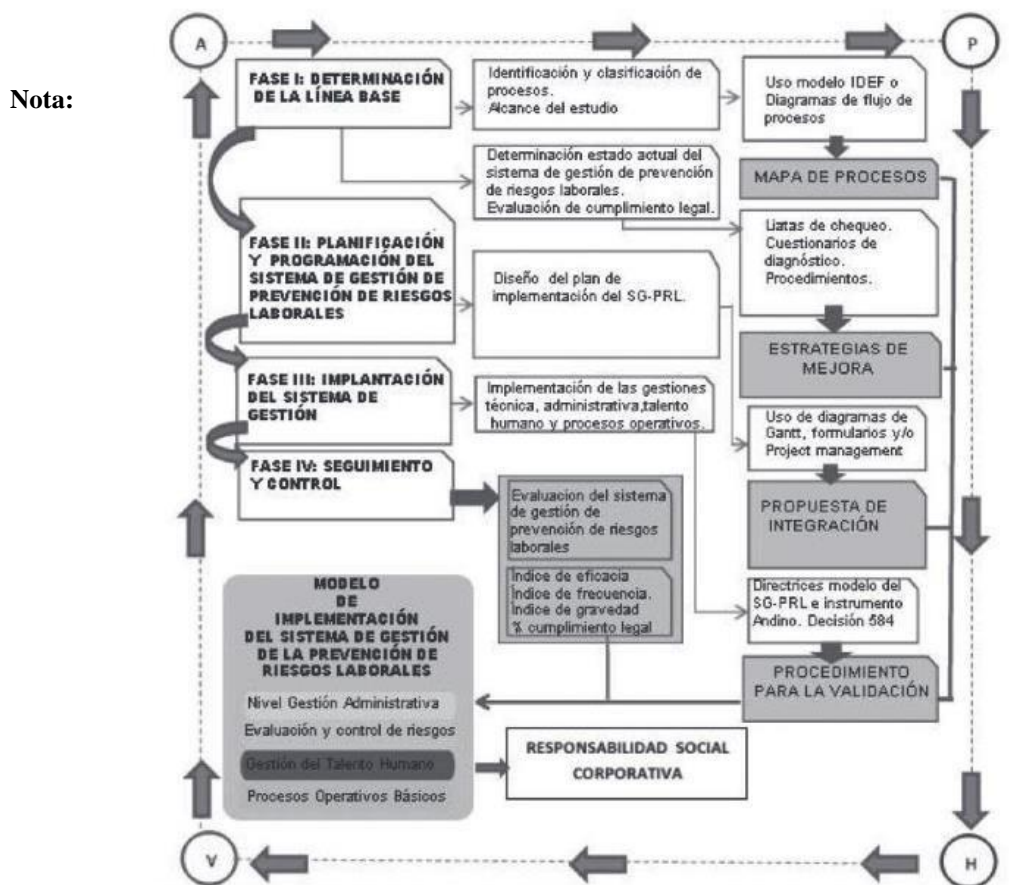 A
P
Nota:
FASE I: DETERMINACIÓN
DE LA LÍNEA BASE
Identificación y clasificación de
procesos.
Alcance del estudio
Uso modelo IDEF o
Diagramas de flujo de
procesos
Determinación estado actual del
sistema de gestión de prevención
de riesgos laborales.
Evaluación de cumplimiento legal.
MAPA DE PROCESOS
FASE II: PLANIFICACIÓN
Y PROGRAMACIÓN DEL
SISTEMA DE GESTIÓN DE
PREVENCIÓN DE RIESGOS
LABORALES
Diseño del plan de
implementación del SG-PRL.
Liatas de chequeo.
Cuestionarios de
diagnóstico.
Procedimientos.
ESTRATEGIAS DE
MEJORA
FASE III: IMPLANTACIÓN
DEL SISTEMA DE
GESTIÓN
Implementación de las gestiones
técnica, administrativa,talento
humano y procesos operativos.
Uso de diagramas de
Gantt, formularios y/o
Project management
FASE IV: SEGUIMIENTO
Y CONTROL
Evaluacion del sistema
de gestión de
prevención de riesgos
laborales
PROPUESTA DE
INTEGRACIÓN
Índice de eficacia
Índice de frecuencia.
Índice de gravedad
% cumplimiento legal
Directrices modelo del
SG-PRL e instrumento
Andino. Decisión 584
PROCEDIMIENTO
PARA LA VALIDACIÓN
MODELO
DE
IMPLEMENTACIÓN
DEL SISTEMA DE GESTIÓN
DE LA PREVENCIÓN DE
RIESGOS LABORALES
Nivel Gestión Administrativa
Evaluación y control de riesgos
Gestión del Talento Humano
Procesos Operativos Básicos
RESPONSABILIDAD SOCIAL
CORPORATIVA
V
H